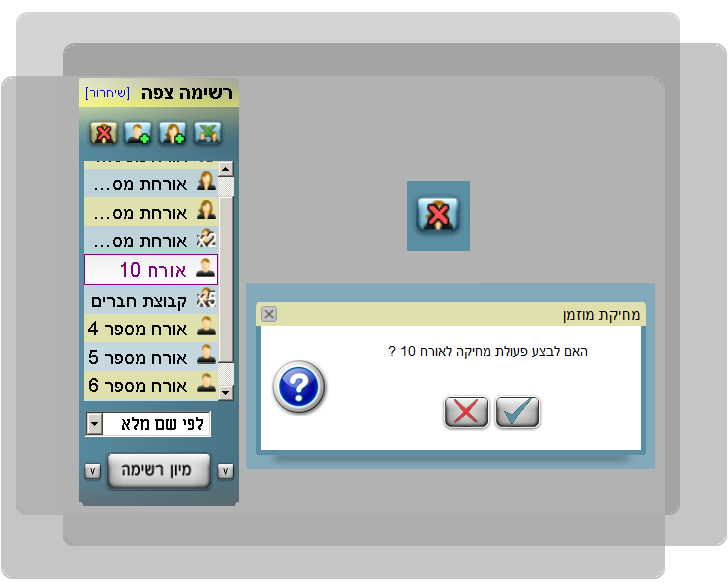 רשימה צפה [שיחרור]
אורחת מס...
אורחת מס...
אורחת מס...
אורח 10
קבוצת חברים
אורח מספר 4
אורח מספר 5
אורח מספר 6
לפי שם מלא
v מיון רשימה v
מחיקת מוזמן
האם לבצע פעולת מחיקה לאורח 10 ?